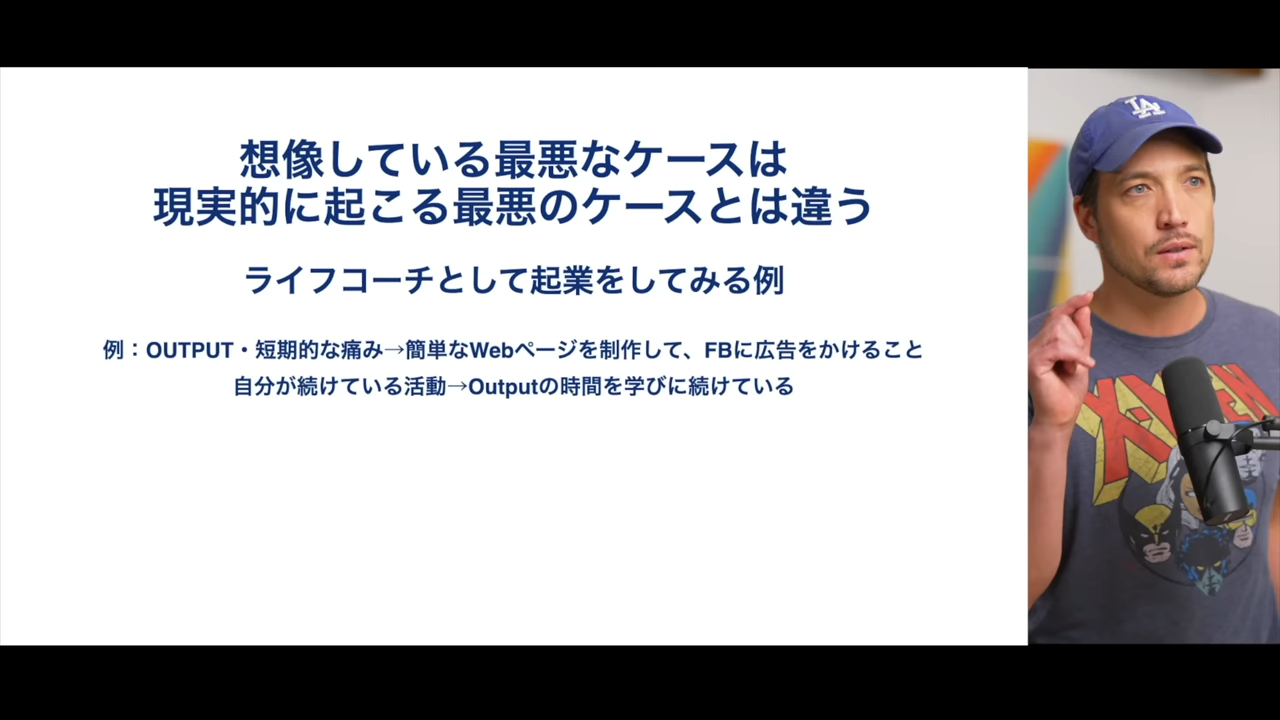 想像している最悪なケースは
現実的に起こる最悪のケースとは違う
ライフコーチとして起業をしてみる例
例：OUTPUT・短期的な痛み→簡単なWebページを制作して、FBに広告をかけること
自分が続けている活動→Outputの時間を学びに続けている
LA
X-MEN